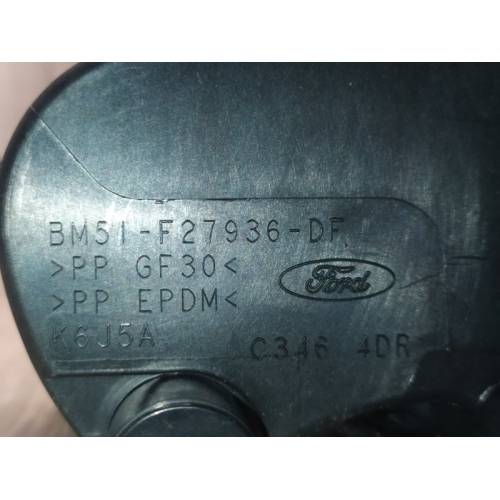 BM51-F27936-DF
>PP GF30<
>PP EPDM<
Ford
K6J5A
C346 4DR